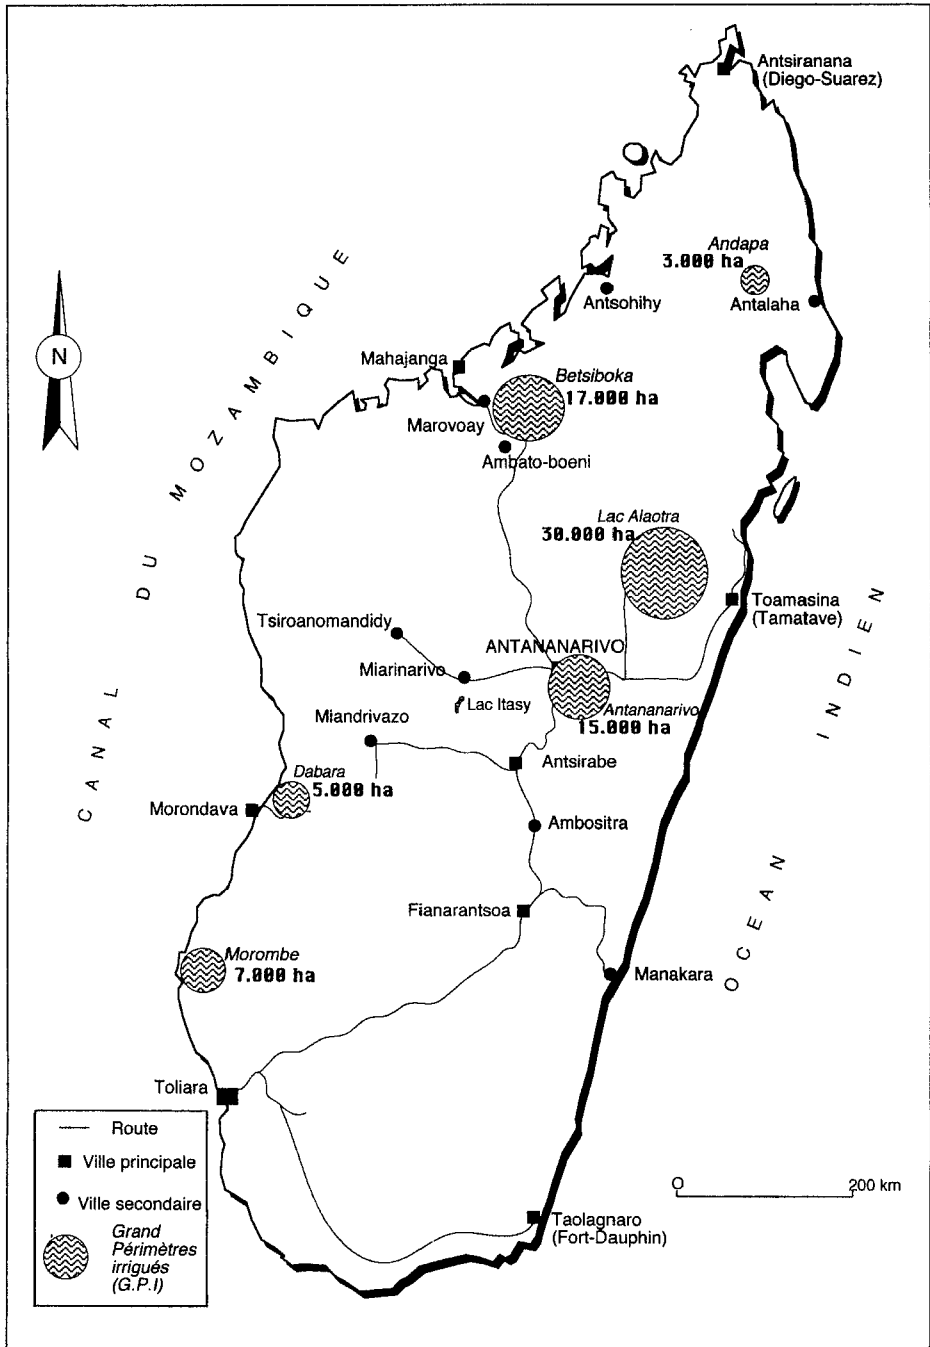 Antsiranana
(Diego-Suarez)
Andapa
3.000 ha
Antsohihy
Antalaha
Mahajanga
Betsiboka
17.000 ha
Marovoay
Ambato-boeni
Lac Alaotra
30.000 ha
Toamasina
(Tamatave)
Tsiroanomandidy
ANTANANARIVO
Miarinarivo
Lac Itasy
Antananarivo
15.000 ha
Miandrivazo
Antsirabe
Dabara
5.000 ha
Morondava
Ambositra
Fianarantsoa
Morombe
7.000 ha
Manakara
Toliara
Taolagnaro
(Fort-Dauphin)
CANAL DU MOZAMBIQUE
OCEAN INDIEN
N
Route
Ville principale
Ville secondaire
Grand
Périmètres
irrigués
(G.P.I)
O 200 km